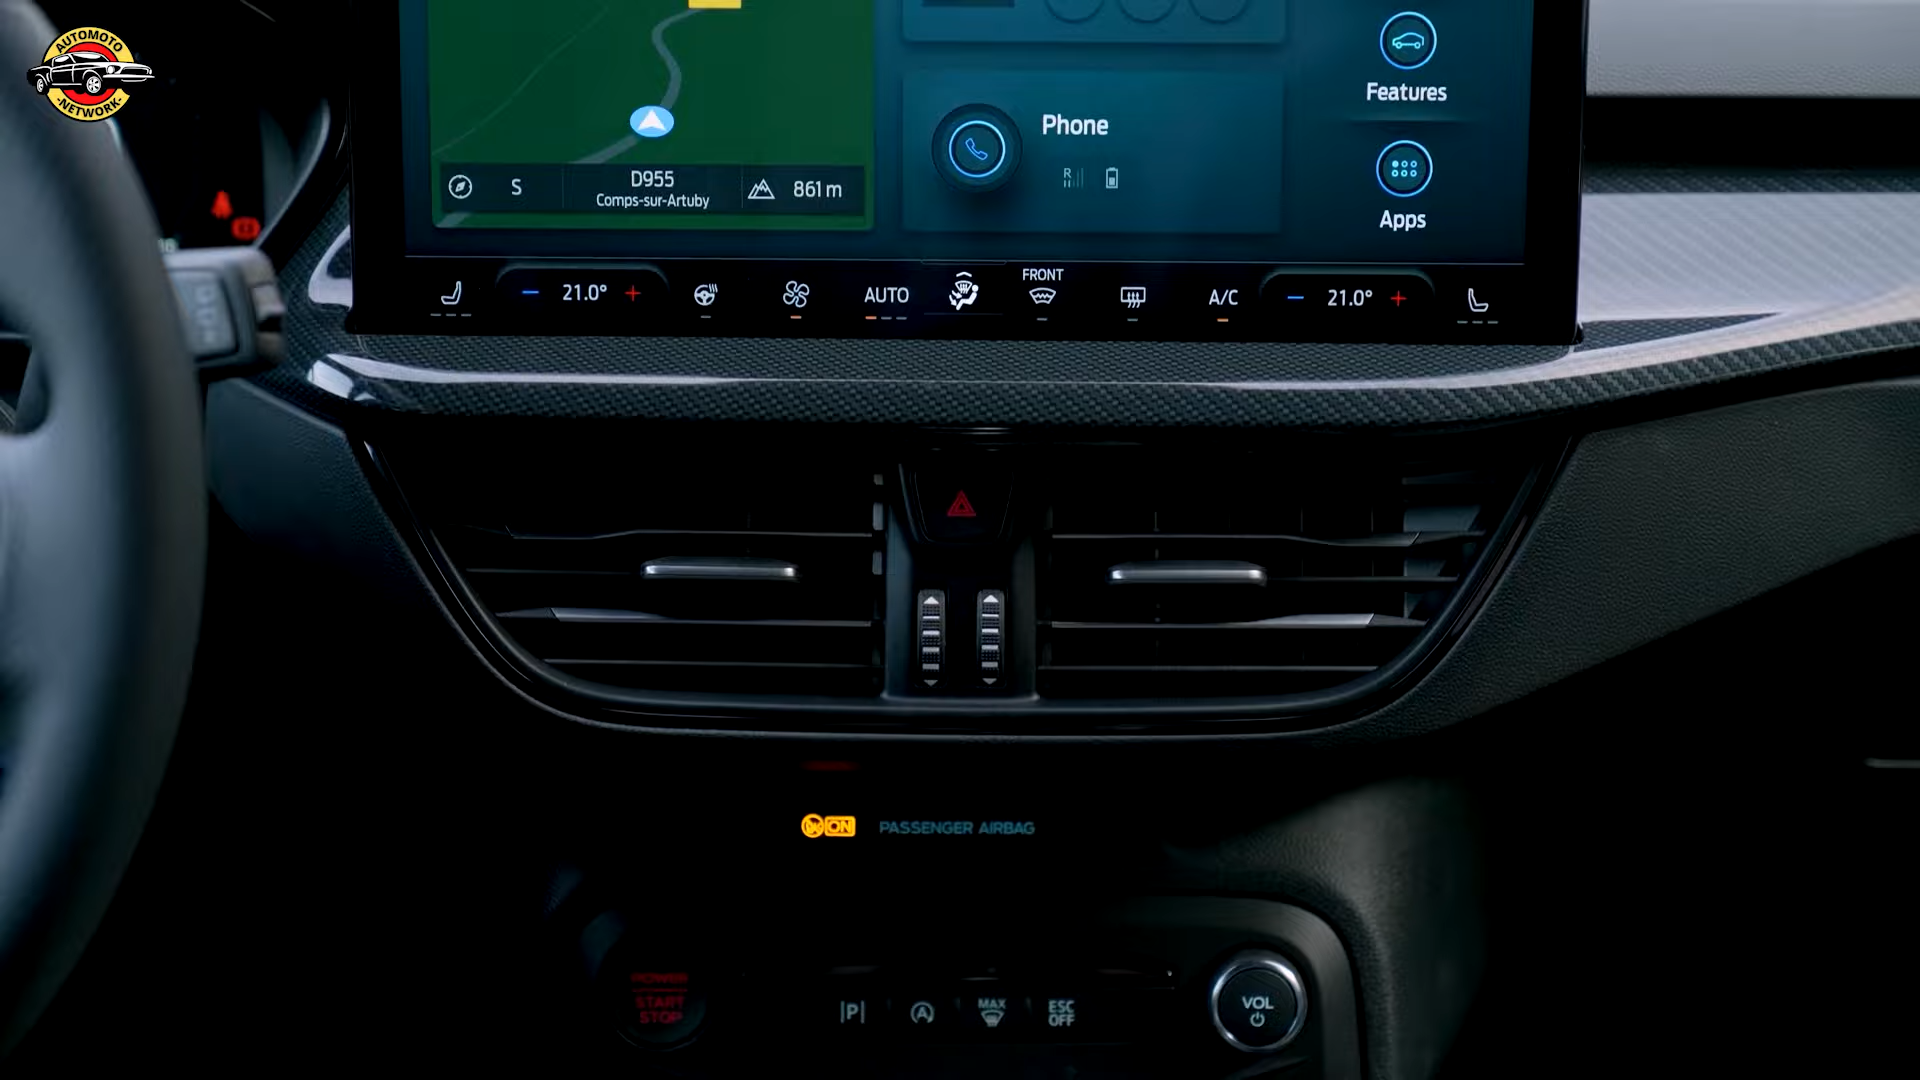 AUTOMOTO
-NETWORK-
Features
Phone
Apps
S
D955
Comps-sur-Artuby
861 m
FRONT
21.0°
AUTO
A/C
21.0°
ON
PASSENGER AIRBAG
POWER
START
STOP
P
A
MAX
ESC
OFF
VOL